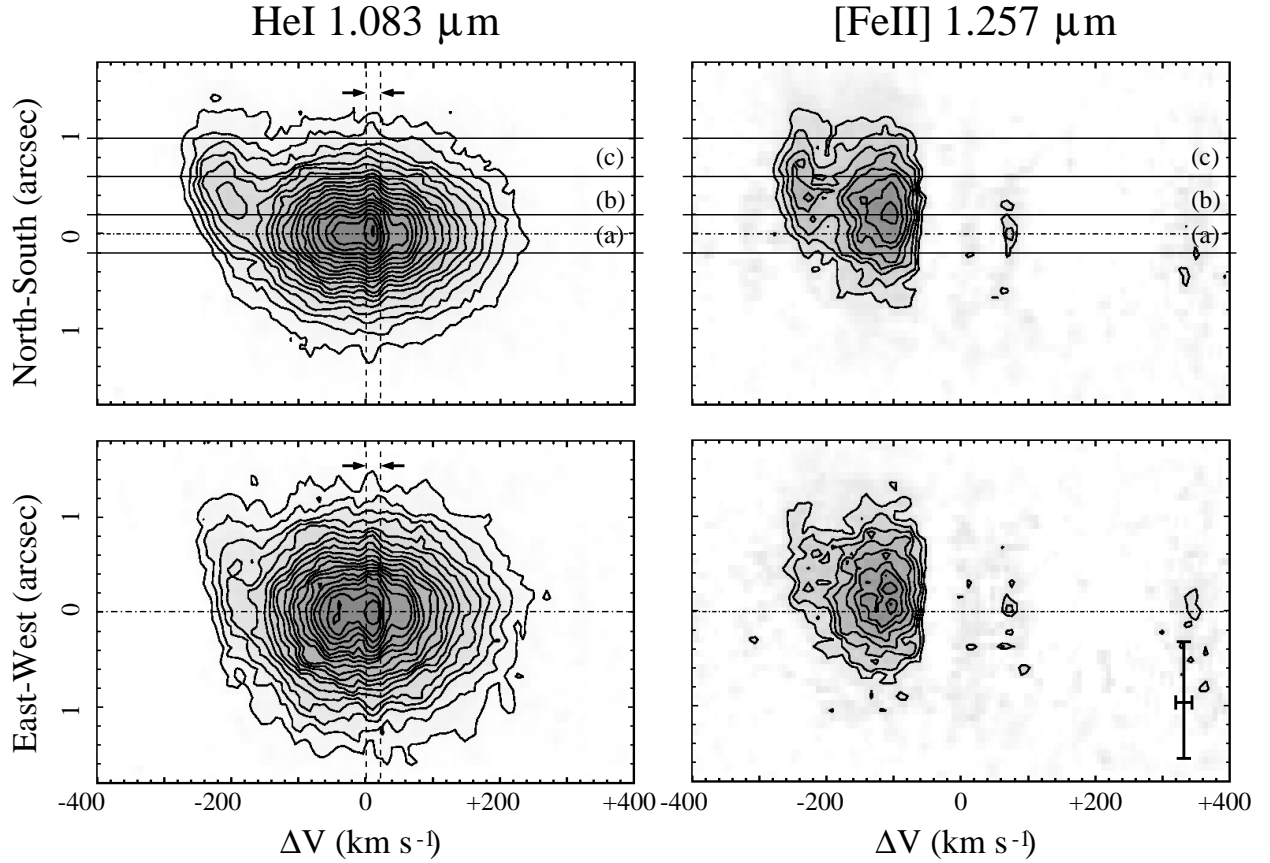 HeI 1.083 μm
[FeII] 1.257 μm
North-South (arcsec)
1
0
1
(c)
(b)
(a)
(c)
(b)
(a)
East-West (arcsec)
1
0
1
-400
-200
0
+200
+400
-400
-200
0
+200
+400
ΔV (km s-1)
ΔV (km s-1)